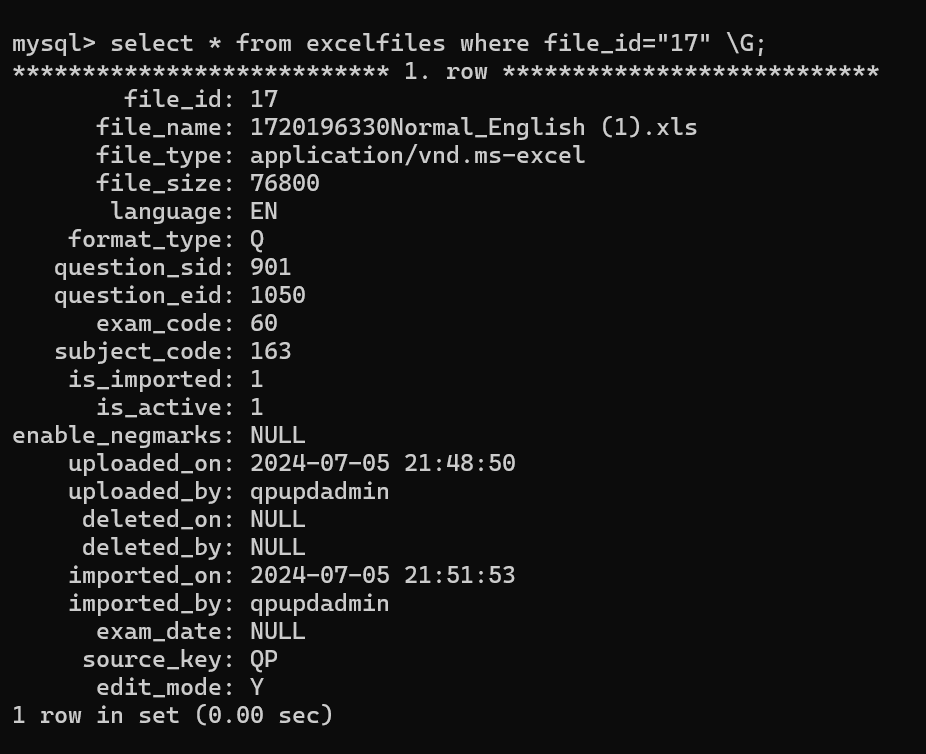 mysql> select * from excelfiles where file_id="17" \G;
*************************** 1. row ***************************
file_id: 17
file_name: 1720196330Normal_English (1).xls
file_type: application/vnd.ms-excel
file_size: 76800
language: EN
format_type: Q
question_sid: 901
question_eid: 1050
exam_code: 60
subject_code: 163
is_imported: 1
is_active: 1
enable_negmarks: NULL
uploaded_on: 2024-07-05 21:48:50
uploaded_by: qpupdadmin
deleted_on: NULL
deleted_by: NULL
imported_on: 2024-07-05 21:51:53
imported_by: qpupdadmin
exam_date: NULL
source_key: QP
edit_mode: Y
1 row in set (0.00 sec)